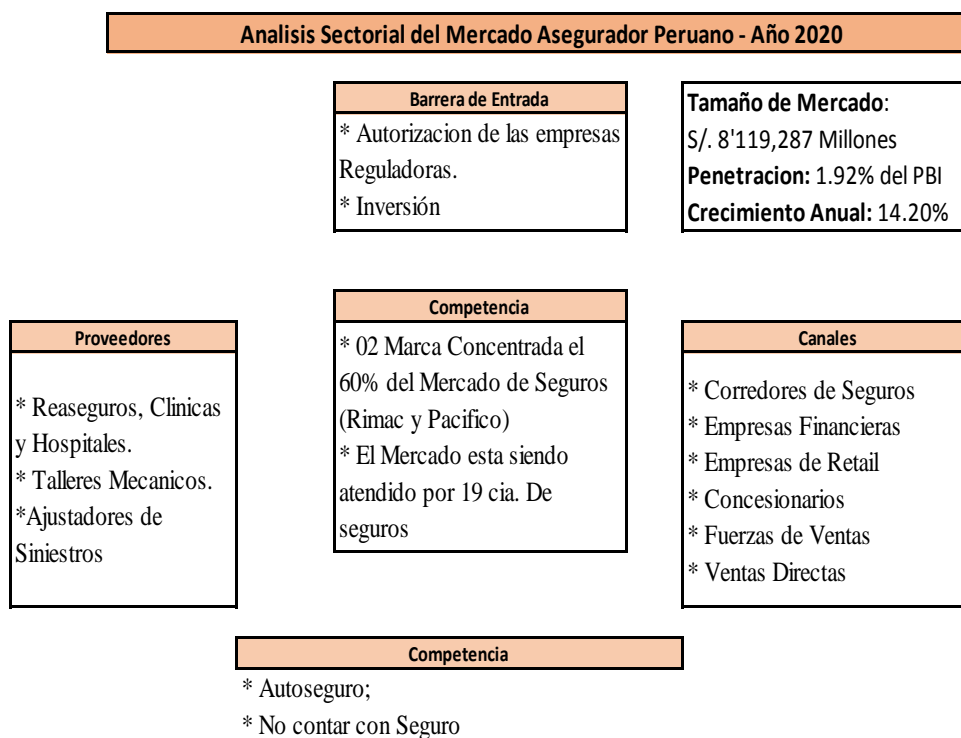 Analisis Sectorial del Mercado Asegurador Peruano - Año 2020
Barrera de Entrada
* Autorizacion de las empresas
Reguladoras.
* Inversión
Tamaño de Mercado:
S/. 8'119,287 Millones
Penetracion: 1.92% del PBI
Crecimiento Anual: 14.20%
Proveedores
* Reaseguros, Clinicas
y Hospitales.
* Talleres Mecanicos.
*Ajustadores de
Siniestros
Competencia
* 02 Marca Concentrada el
60% del Mercado de Seguros
(Rimac y Pacifico)
* El Mercado esta siendo
atendido por 19 cia. De
seguros
Canales
* Corredores de Seguros
* Empresas Financieras
* Empresas de Retail
* Concesionarios
* Fuerzas de Ventas
* Ventas Directas
Competencia
* Autoseguro;
* No contar con Seguro